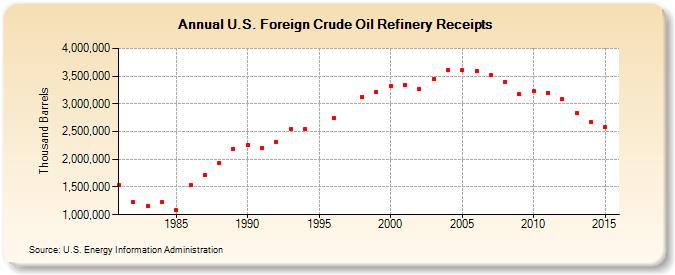 Annual U.S. Foreign Crude Oil Refinery Receipts
Thousand Barrels
4,000,000
3,500,000
3,000,000
2,500,000
2,000,000
1,500,000
1,000,000
1985 1990 1995 2000 2005 2010 2015
Source: U.S. Energy Information Administration